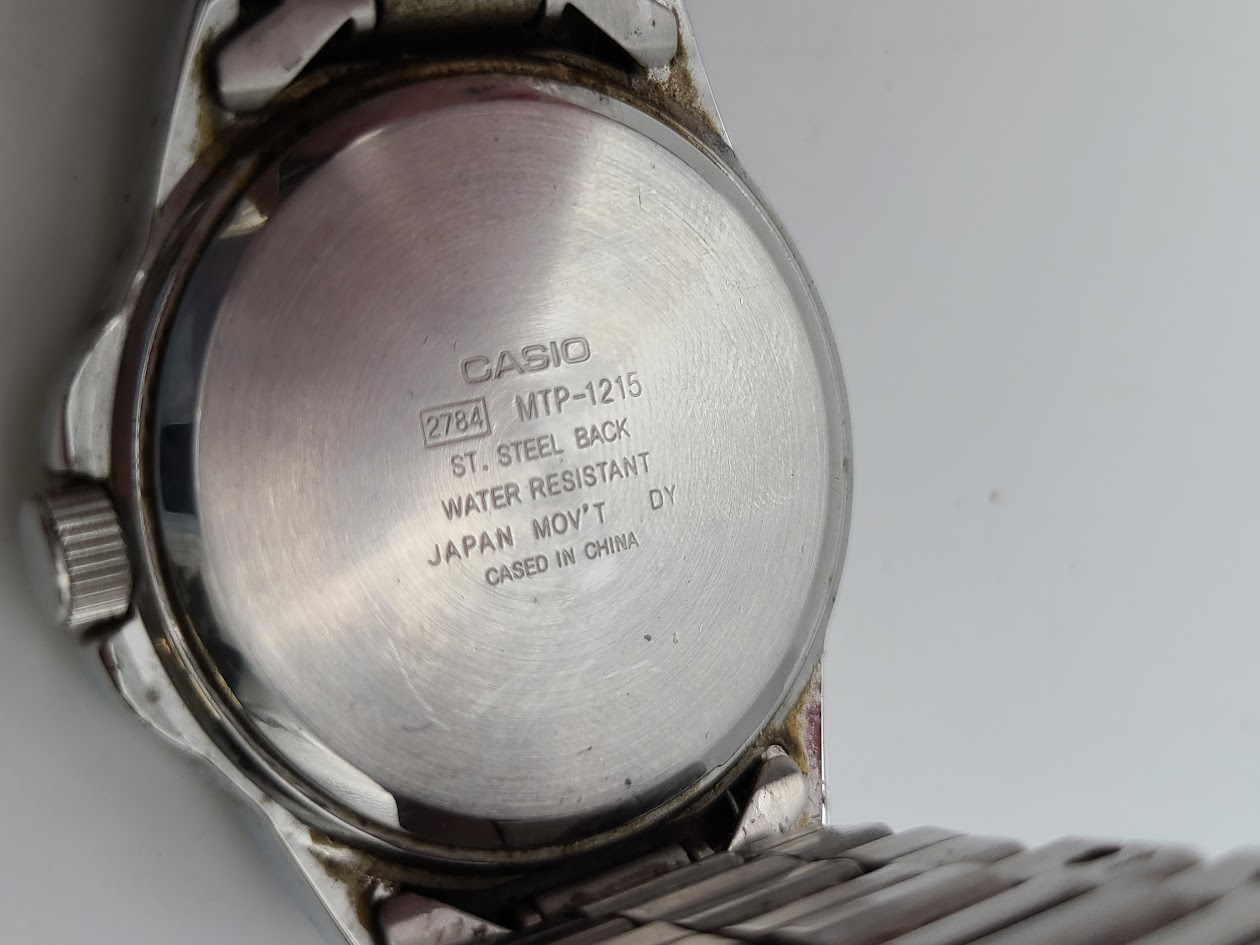 CASIO
2784 MTP-1215
ST. STEEL BACK
WATER RESISTANT
JAPAN MOV'T DY
CASED IN CHINA